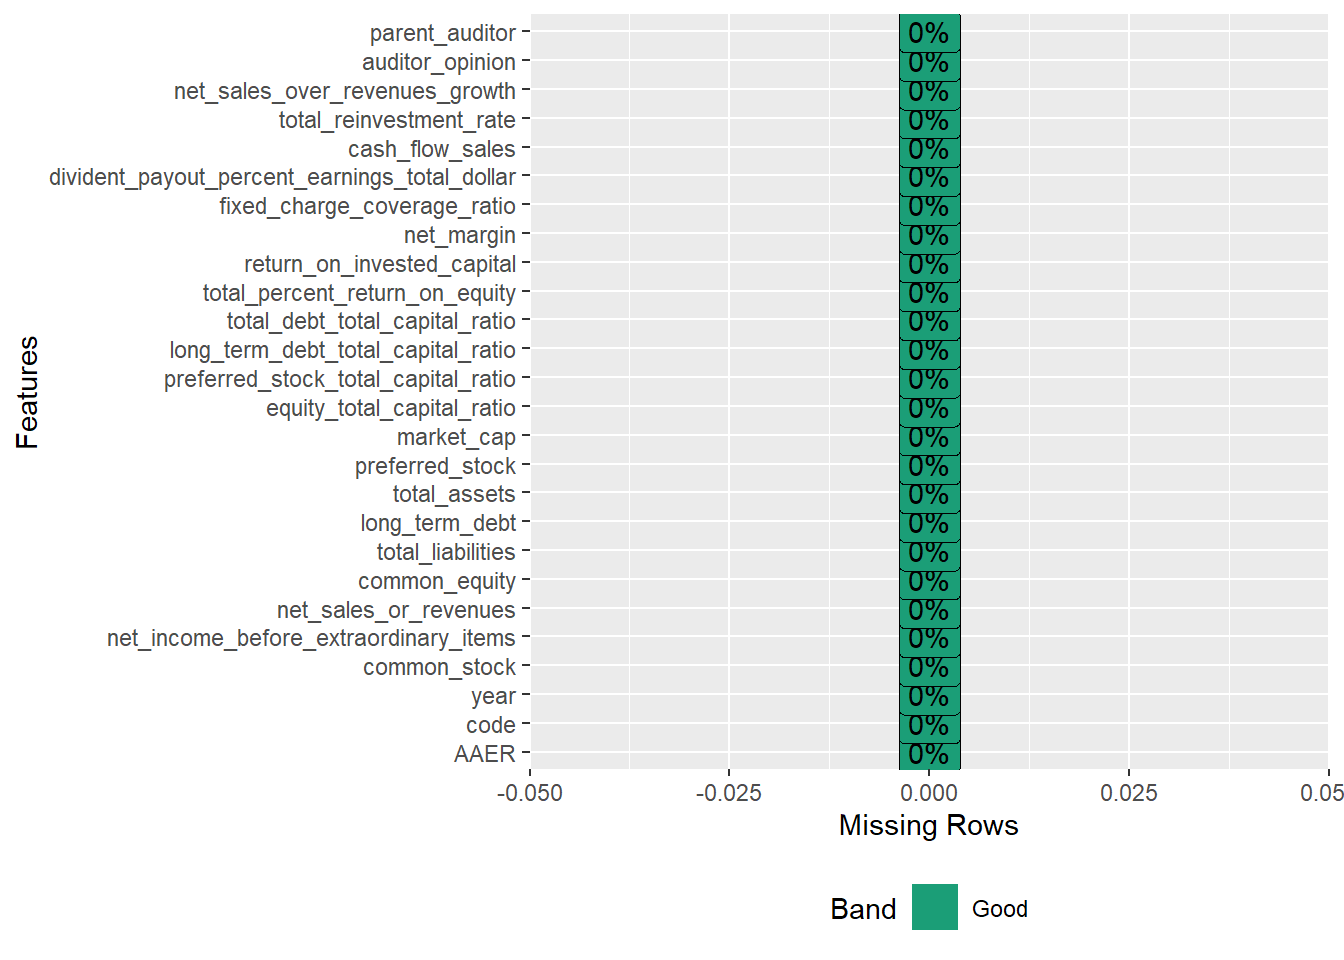 parent_auditor 0%
auditor_opinion 0%
net_sales_over_revenues_growth 0%
total_reinvestment_rate 0%
cash_flow_sales 0%
divident_payout_percent_earnings_total_dollar 0%
fixed_charge_coverage_ratio 0%
net_margin 0%
return_on_invested_capital 0%
total_percent_return_on_equity 0%
total_debt_total_capital_ratio 0%
long_term_debt_total_capital_ratio 0%
preferred_stock_total_capital_ratio 0%
equity_total_capital_ratio 0%
market_cap 0%
preferred_stock 0%
total_assets 0%
long_term_debt 0%
total_liabilities 0%
common_equity 0%
net_sales_or_revenues 0%
net_income_before_extraordinary_items 0%
common_stock 0%
year 0%
code 0%
AAER 0%
Features
-0.050 -0.025 0.000 0.025 0.05
Missing Rows
Band Good